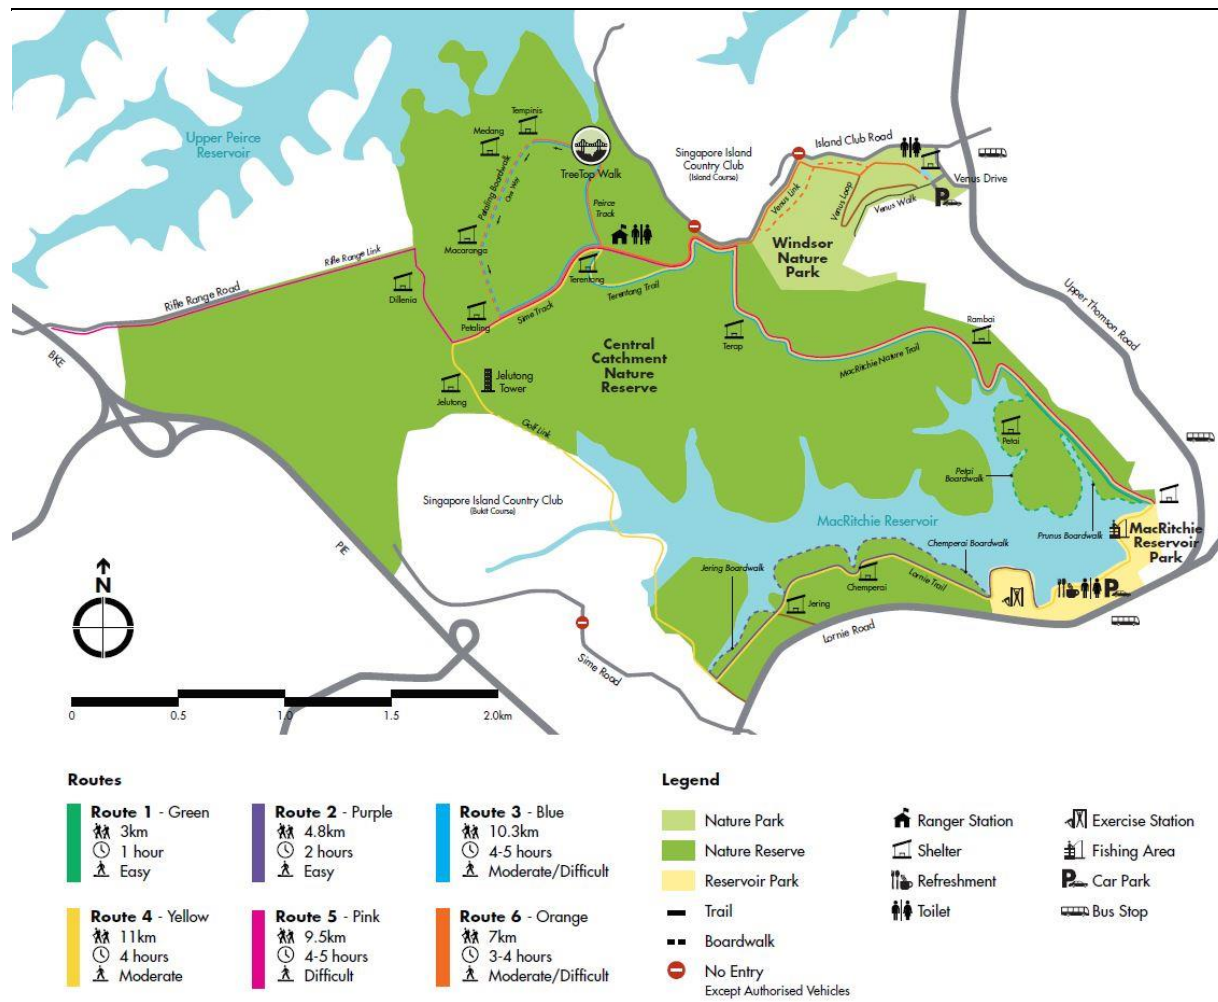 Upper Peirce
Reservoir
Tempinis
Medang
TreeTop Walk
Petaling Boardwalk
One Way
Peirce
Track
Macaranga
Singapore Island
Country Club
(Island Course)
Island Club Road
Venus Drive
Venus Link
Venus Loop
Venus Walk
Windsor
Nature
Park
Rifle Range Link
Rifle Range Road
Dillenia
Petaling
Sime Track
Terentang
Terentang Trail
Terap
Rambai
Upper Thomson Road
BKE
Central
Catchment
Nature
Reserve
MacRitchie Nature Trail
Jelutong
Jelutong
Tower
Golf Link
Petai
Petai
Boardwalk
Singapore Island Country Club
(Bukit Course)
MacRitchie Reservoir
Prunus Boardwalk
MacRitchie
Reservoir
Park
PIE
Jering Boardwalk
Chemperai Boardwalk
Chemperai
Lornie Trail
Jering
Lornie Road
Sime Road
N
P
P
0 0.5 1.0 1.5 2.0km
Routes
Route 1 - Green
3km
1 hour
Easy
Route 2 - Purple
4.8km
2 hours
Easy
Route 3 - Blue
10.3km
4-5 hours
Moderate/Difficult
Route 4 - Yellow
11km
4 hours
Moderate
Route 5 - Pink
9.5km
4-5 hours
Difficult
Route 6 - Orange
7km
3-4 hours
Moderate/Difficult
Legend
Nature Park
Nature Reserve
Reservoir Park
Trail
Boardwalk
No Entry
Except Authorised Vehicles
Ranger Station
Shelter
Refreshment
Toilet
Exercise Station
Fishing Area
P Car Park
Bus Stop